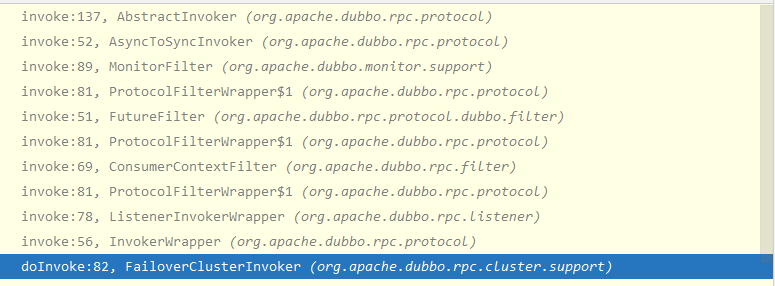 invoke:137, AbstractInvoker (org.apache.dubbo.rpc.protocol)
invoke:52, AsyncToSyncInvoker (org.apache.dubbo.rpc.protocol)
invoke:89, MonitorFilter (org.apache.dubbo.monitor.support)
invoke:81, ProtocolFilterWrapper$1 (org.apache.dubbo.rpc.protocol)
invoke:51, FutureFilter (org.apache.dubbo.rpc.protocol.dubbo.filter)
invoke:81, ProtocolFilterWrapper$1 (org.apache.dubbo.rpc.protocol)
invoke:69, ConsumerContextFilter (org.apache.dubbo.rpc.filter)
invoke:81, ProtocolFilterWrapper$1 (org.apache.dubbo.rpc.protocol)
invoke:78, ListenerInvokerWrapper (org.apache.dubbo.rpc.listener)
invoke:56, InvokerWrapper (org.apache.dubbo.rpc.protocol)
doInvoke:82, FailoverClusterInvoker (org.apache.dubbo.rpc.cluster.support)